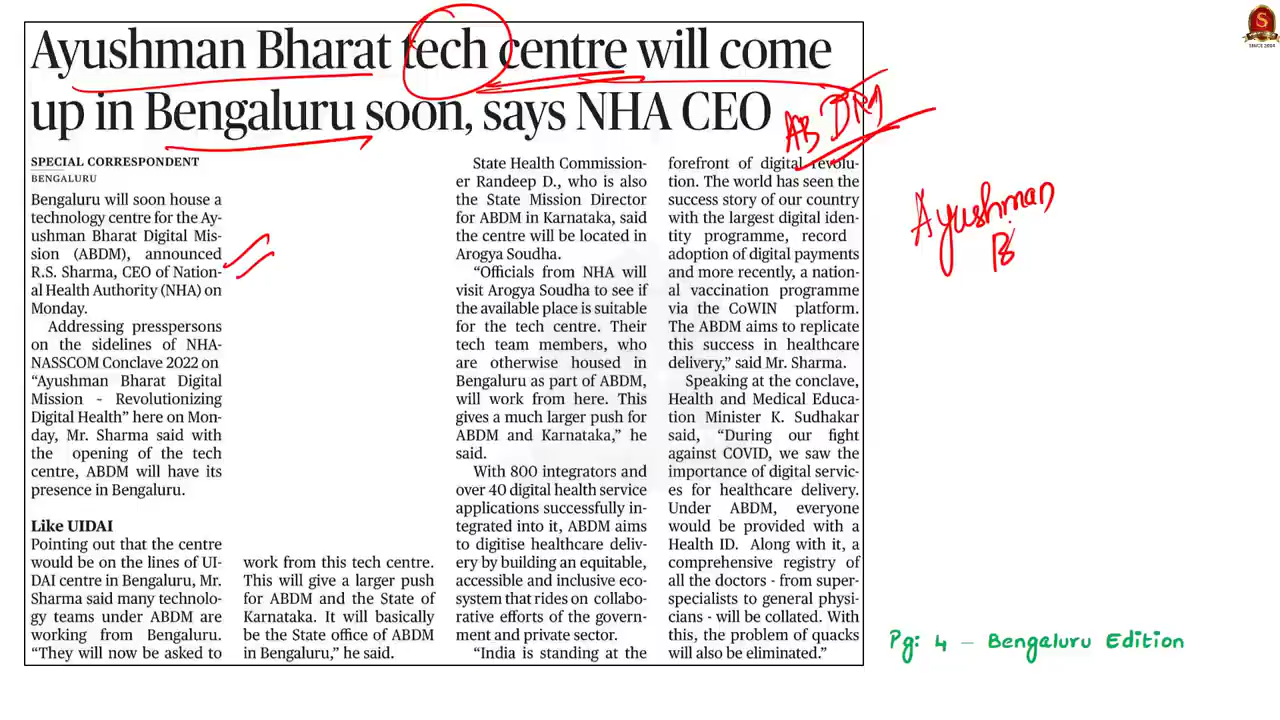 Ayushman Bharat tech centre will come
up in Bengaluru soon, says NHA CEO
SPECIAL CORRESPONDENT
BENGALURU
Bengaluru will soon house a
technology centre for the Ay-
ushman Bharat Digital Mis-
sion (ABDM), announced
R.S. Sharma, CEO of Nation-
al Health Authority (NHA) on
Monday.
Addressing presspersons
on the sidelines of NHA-
NASSCOM Conclave 2022 on
“Ayushman Bharat Digital
Mission - Revolutionizing
Digital Health” here on Mon-
day, Mr. Sharma said with
the opening of the tech
centre, ABDM will have its
presence in Bengaluru.
Like UIDAI
Pointing out that the centre
would be on the lines of UI-
DAI centre in Bengaluru, Mr.
Sharma said many technolo-
gy teams under ABDM are
working from Bengaluru.
“They will now be asked to
work from this tech centre.
This will give a larger push
for ABDM and the State of
Karnataka. It will basically
be the State office of ABDM
in Bengaluru,” he said.
State Health Commission-
er Randeep D., who is also
the State Mission Director
for ABDM in Karnataka, said
the centre will be located in
Arogya Soudha.
“Officials from NHA will
visit Arogya Soudha to see if
the available place is suitable
for the tech centre. Their
tech team members, who
are otherwise housed in
Bengaluru as part of ABDM,
will work from here. This
gives a much larger push for
ABDM and Karnataka,” he
said.
With 800 integrators and
over 40 digital health service
applications successfully in-
tegrated into it, ABDM aims
to digitise healthcare deliv-
ery by building an equitable,
accessible and inclusive eco-
system that rides on collabo-
rative efforts of the govern-
ment and private sector.
“India is standing at the
forefront of digital revolu-
tion. The world has seen the
success story of our country
with the largest digital iden-
tity programme, record
adoption of digital payments
and more recently, a nation-
al vaccination programme
via the CoWIN platform.
The ABDM aims to replicate
this success in healthcare
delivery,” said Mr. Sharma.
Speaking at the conclave,
Health and Medical Educa-
tion Minister K. Sudhakar
said, “During our fight
against COVID, we saw the
importance of digital servic-
es for healthcare delivery.
Under ABDM, everyone
would be provided with a
Health ID. Along with it, a
comprehensive registry of
all the doctors - from super-
specialists to general physi-
cians - will be collated. With
this, the problem of quacks
will also be eliminated.”
ABDM
Ayushman
B
Pg: 4 - Bengaluru Edition
S
SINCE 2004